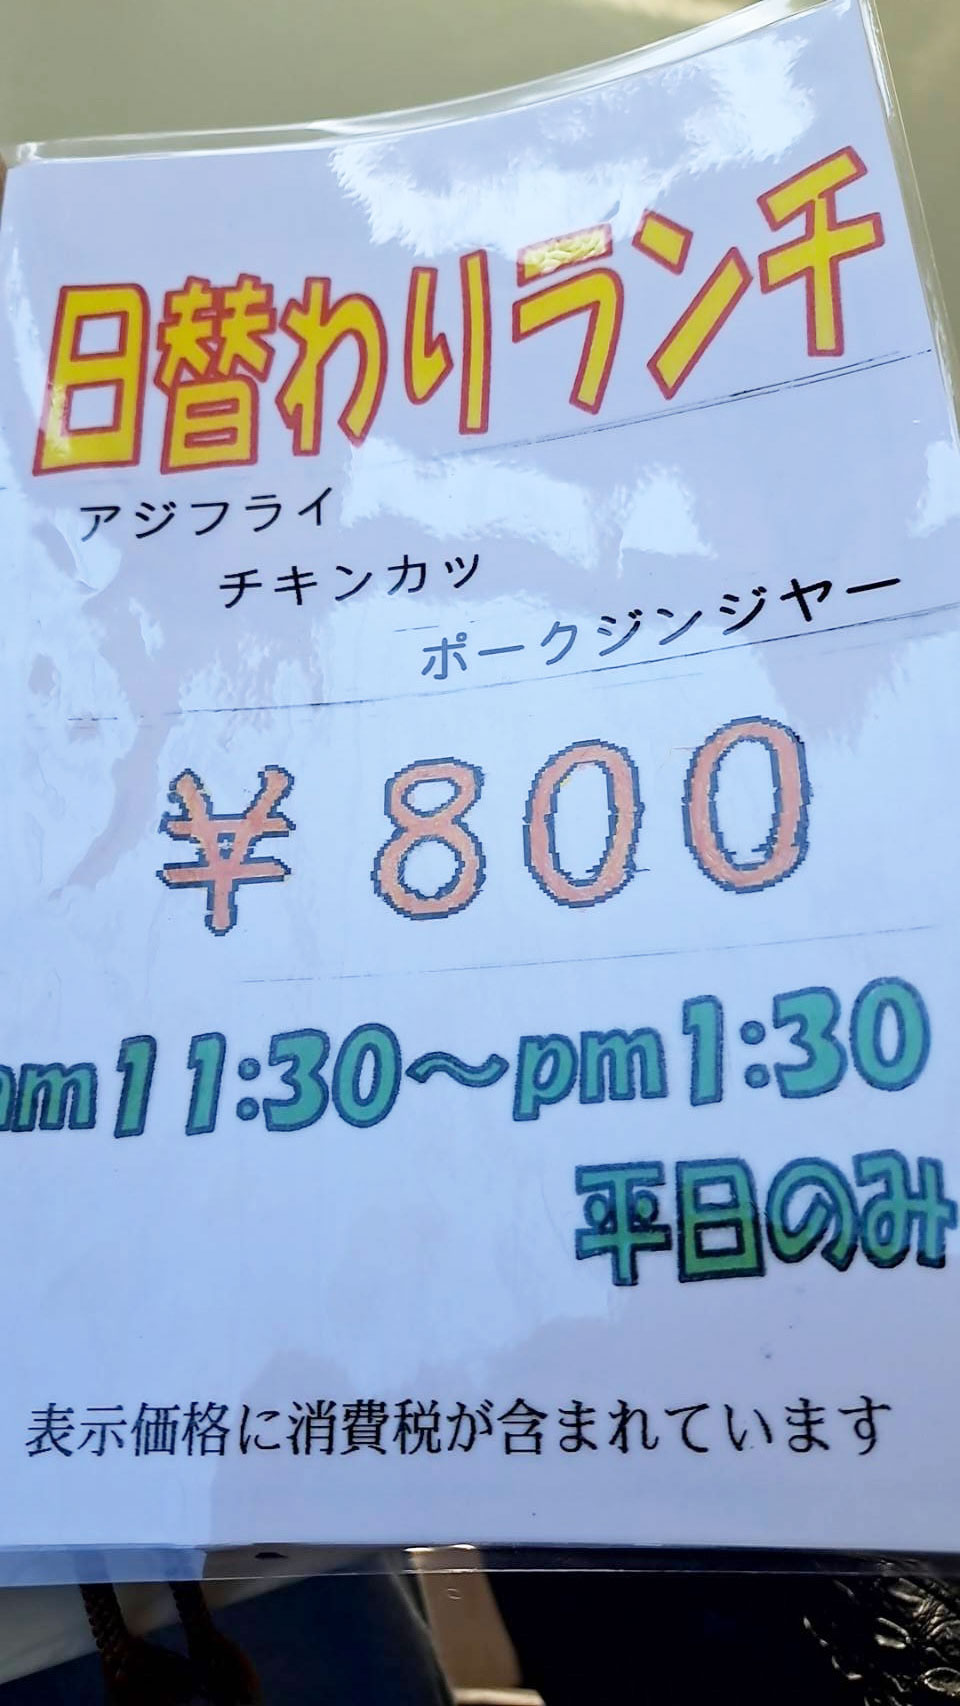 日替わりランチ
アジフライ
チキンカツ
ポークジンジャー
¥800
am11:30〜pm1:30
平日のみ
表示価格に消費税が含まれています